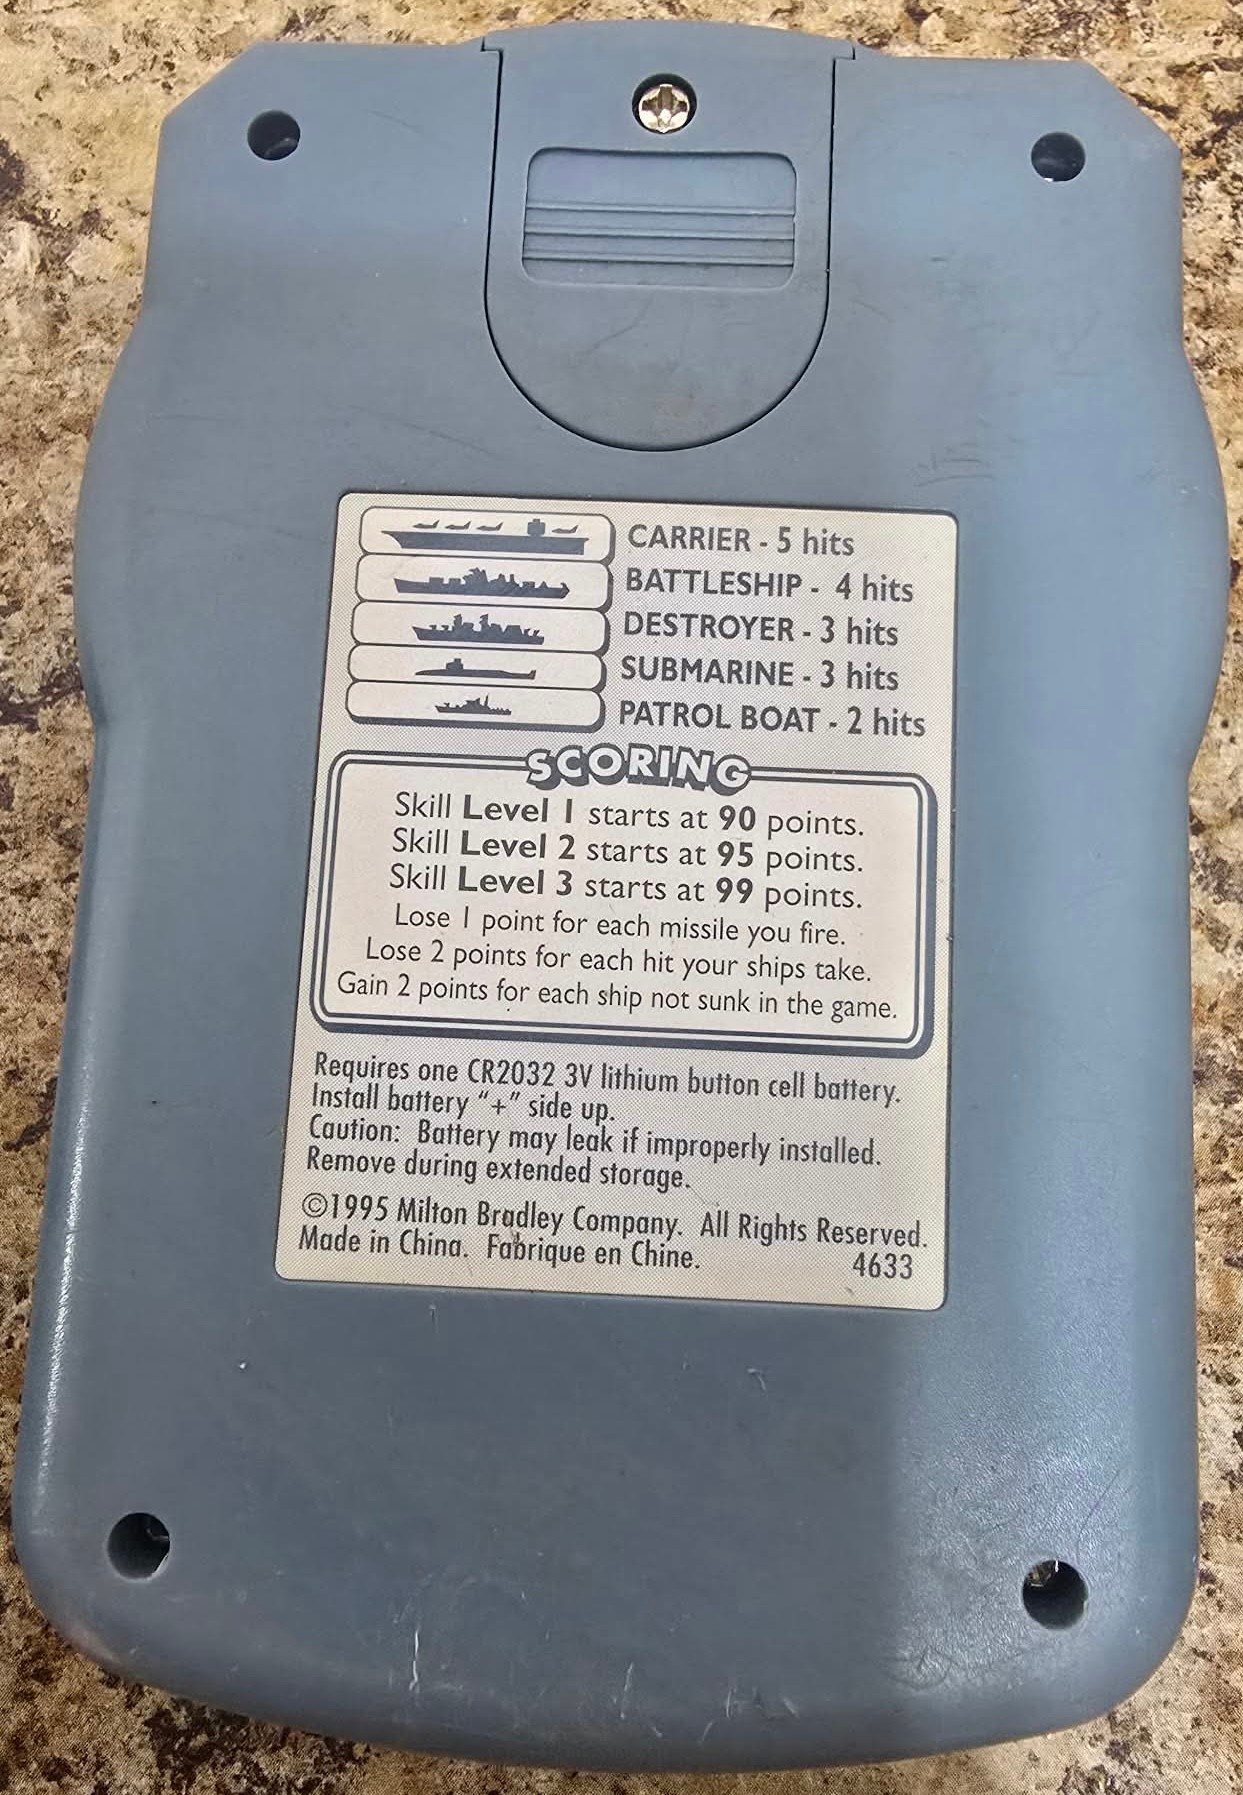 CARRIER - 5 hits
BATTLESHIP - 4 hits
DESTROYER - 3 hits
SUBMARINE - 3 hits
PATROL BOAT - 2 hits
SCORING
Skill Level 1 starts at 90 points.
Skill Level 2 starts at 95 points.
Skill Level 3 starts at 99 points.
Lose 1 point for each missile you fire.
Lose 2 points for each hit your ships take.
Gain 2 points for each ship not sunk in the game.
Requires one CR2032 3V lithium button cell battery.
Install battery “+” side up.
Caution: Battery may leak if improperly installed.
Remove during extended storage.
©1995 Milton Bradley Company. All Rights Reserved.
Made in China. Fabrique en Chine. 4633